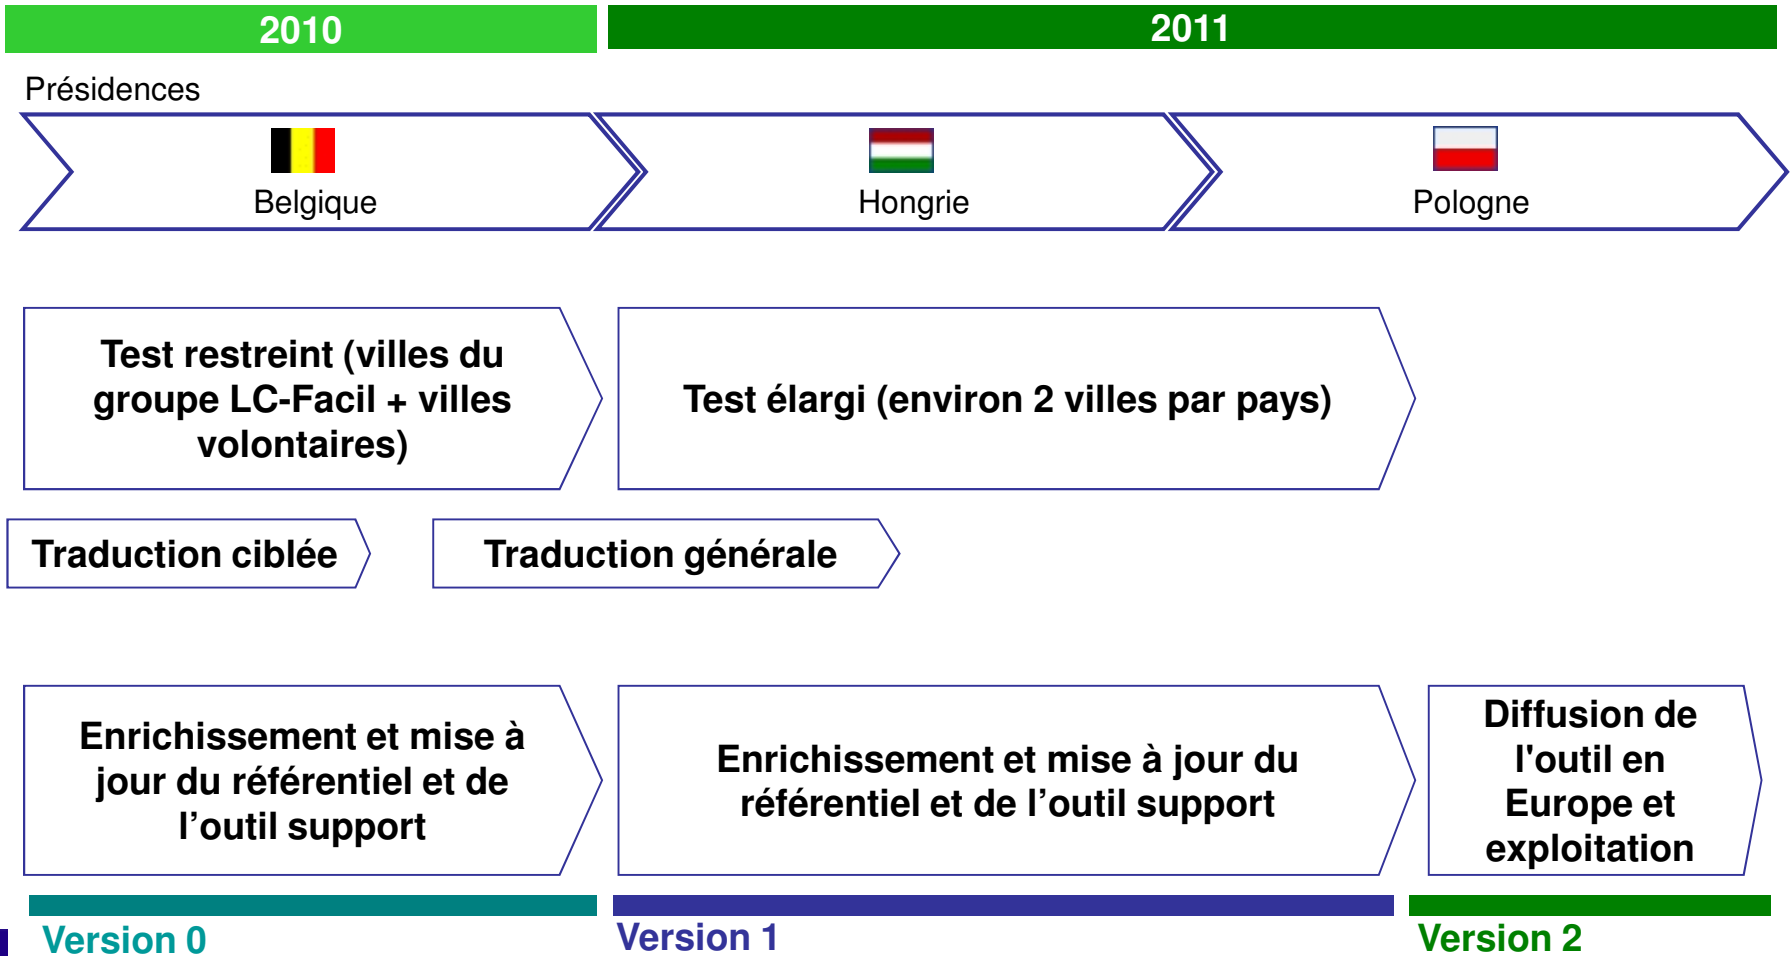 2010
2011
Présidences
Belgique
Hongrie
Pologne
Test restreint (villes du
groupe LC-Facil + villes
volontaires)
Test élargi (environ 2 villes par pays)
Traduction ciblée
Traduction générale
Enrichissement et mise à
jour du référentiel et de
l’outil support
Enrichissement et mise à jour du
référentiel et de l’outil support
Diffusion de
l'outil en
Europe et
exploitation
Version 0
Version 1
Version 2